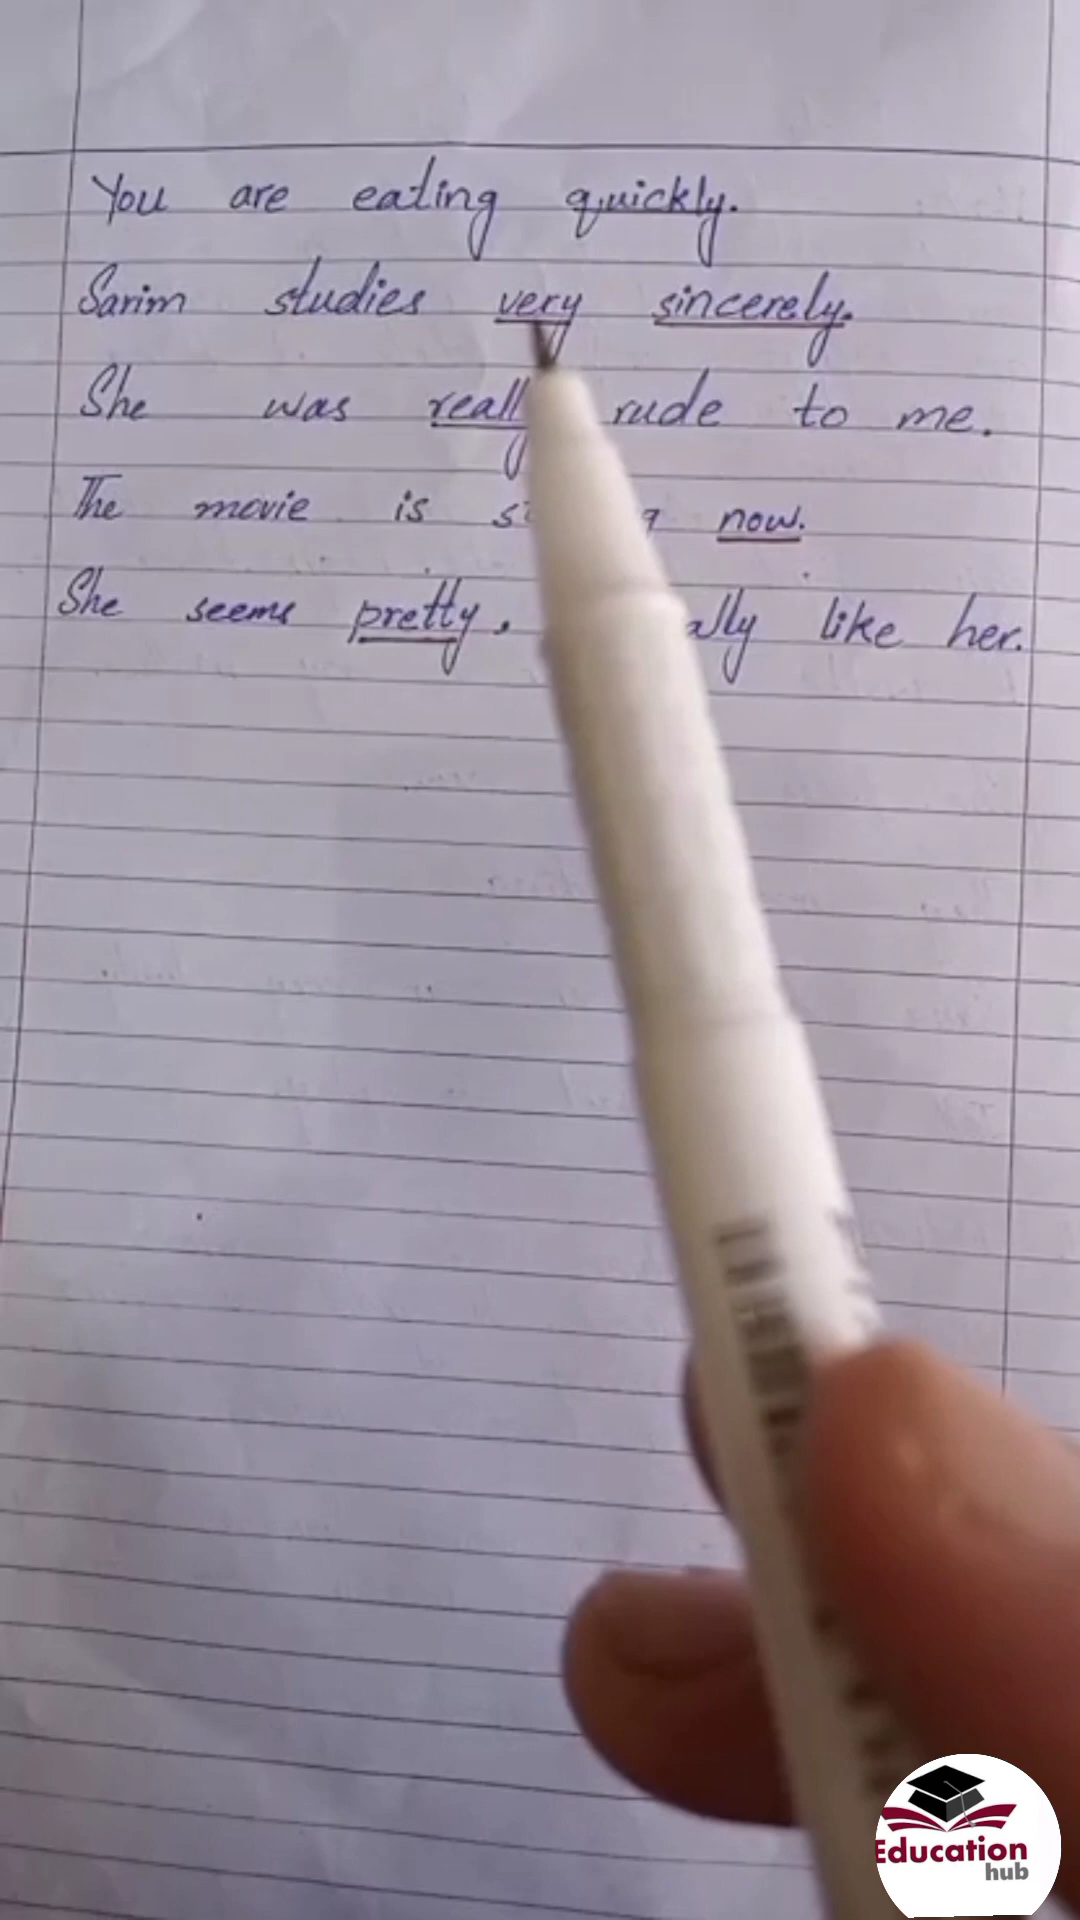 You are eating quickly.
Sarim studies very sincerely.
She was really rude to me.
The movie is now.
She seems pretty. like her.
Education
hub